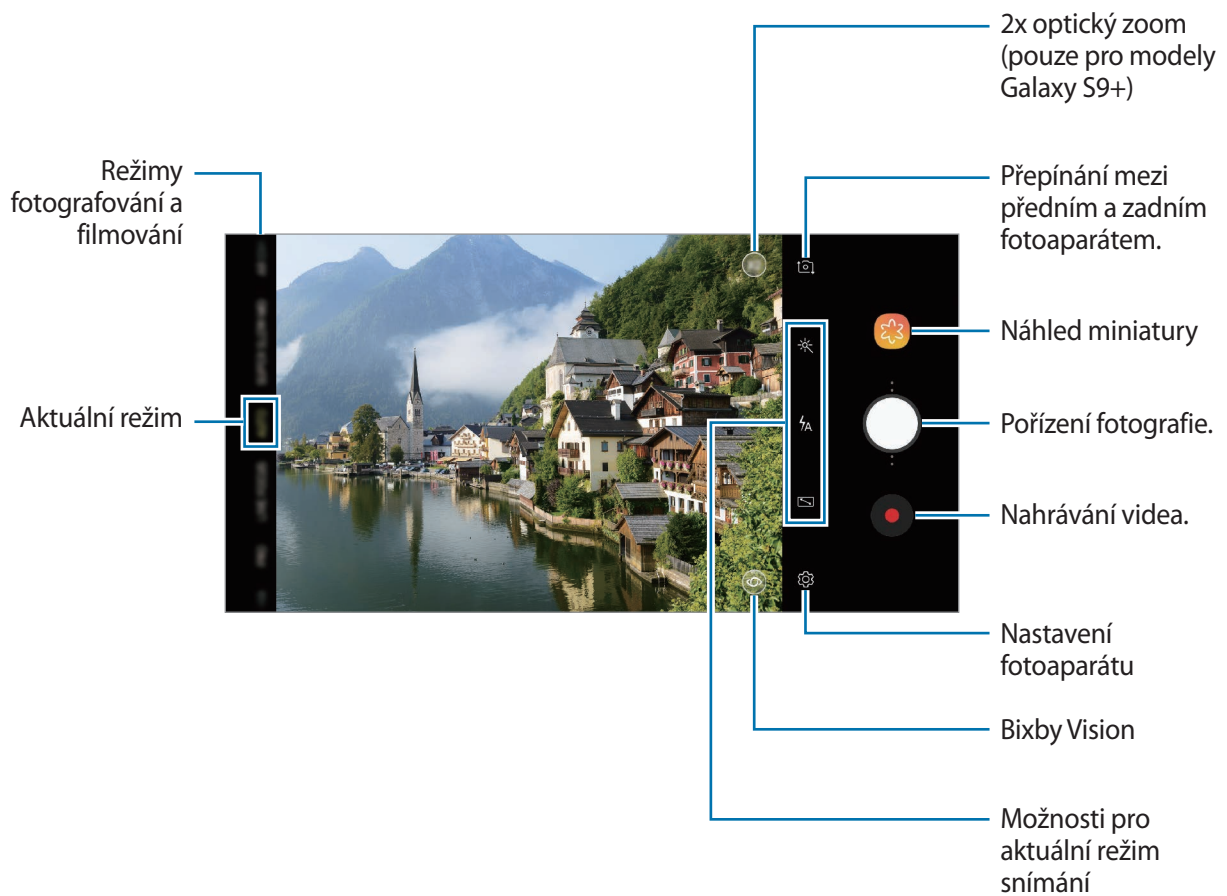 2x optický zoom
(pouze pro modely
Galaxy S9+)
Režimy
fotografování a
filmování
Přepínání mezi
předním a zadním
fotoaparátem.
Náhled miniatury
Aktuální režim
Pořízení fotografie.
Nahrávání videa.
Nastavení
fotoaparátu
Bixby Vision
Možnosti pro
aktuální režim
snímání